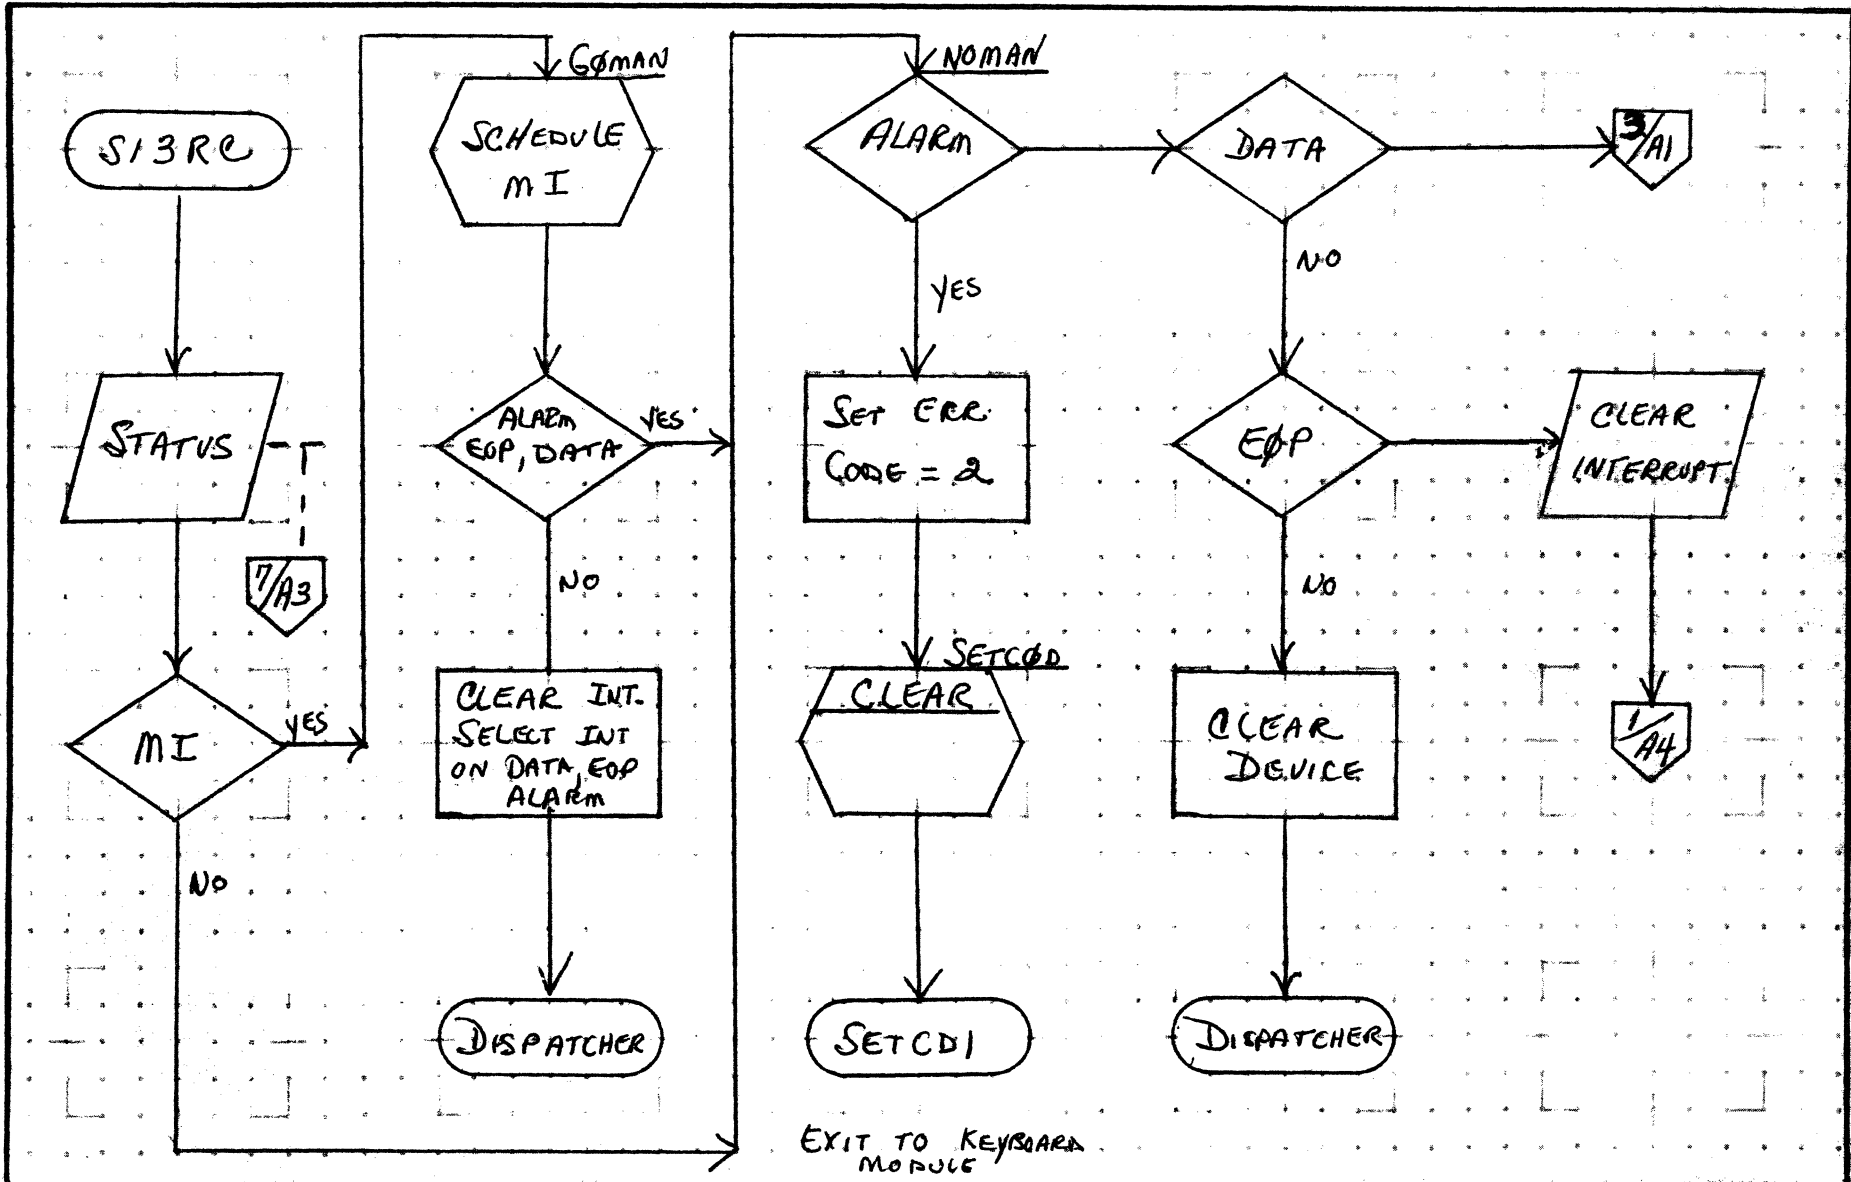 S13RC
STATUS
7/A3
MI
YES
NO
GØMAN
SCHEDULE
MI
ALARM
EOP, DATA
YES
NO
CLEAR INT.
SELECT INT
ON DATA, EOP
ALARM
DISPATCHER
NOMAN
ALARM
YES
SET ERR
CODE = 2
SETCØD
CLEAR
SETCD1
EXIT TO KEYBOARD
MODULE
DATA
NO
EØP
NO
CLEAR
DEVICE
DISPATCHER
3/A1
CLEAR
INTERRUPT.
1/A4